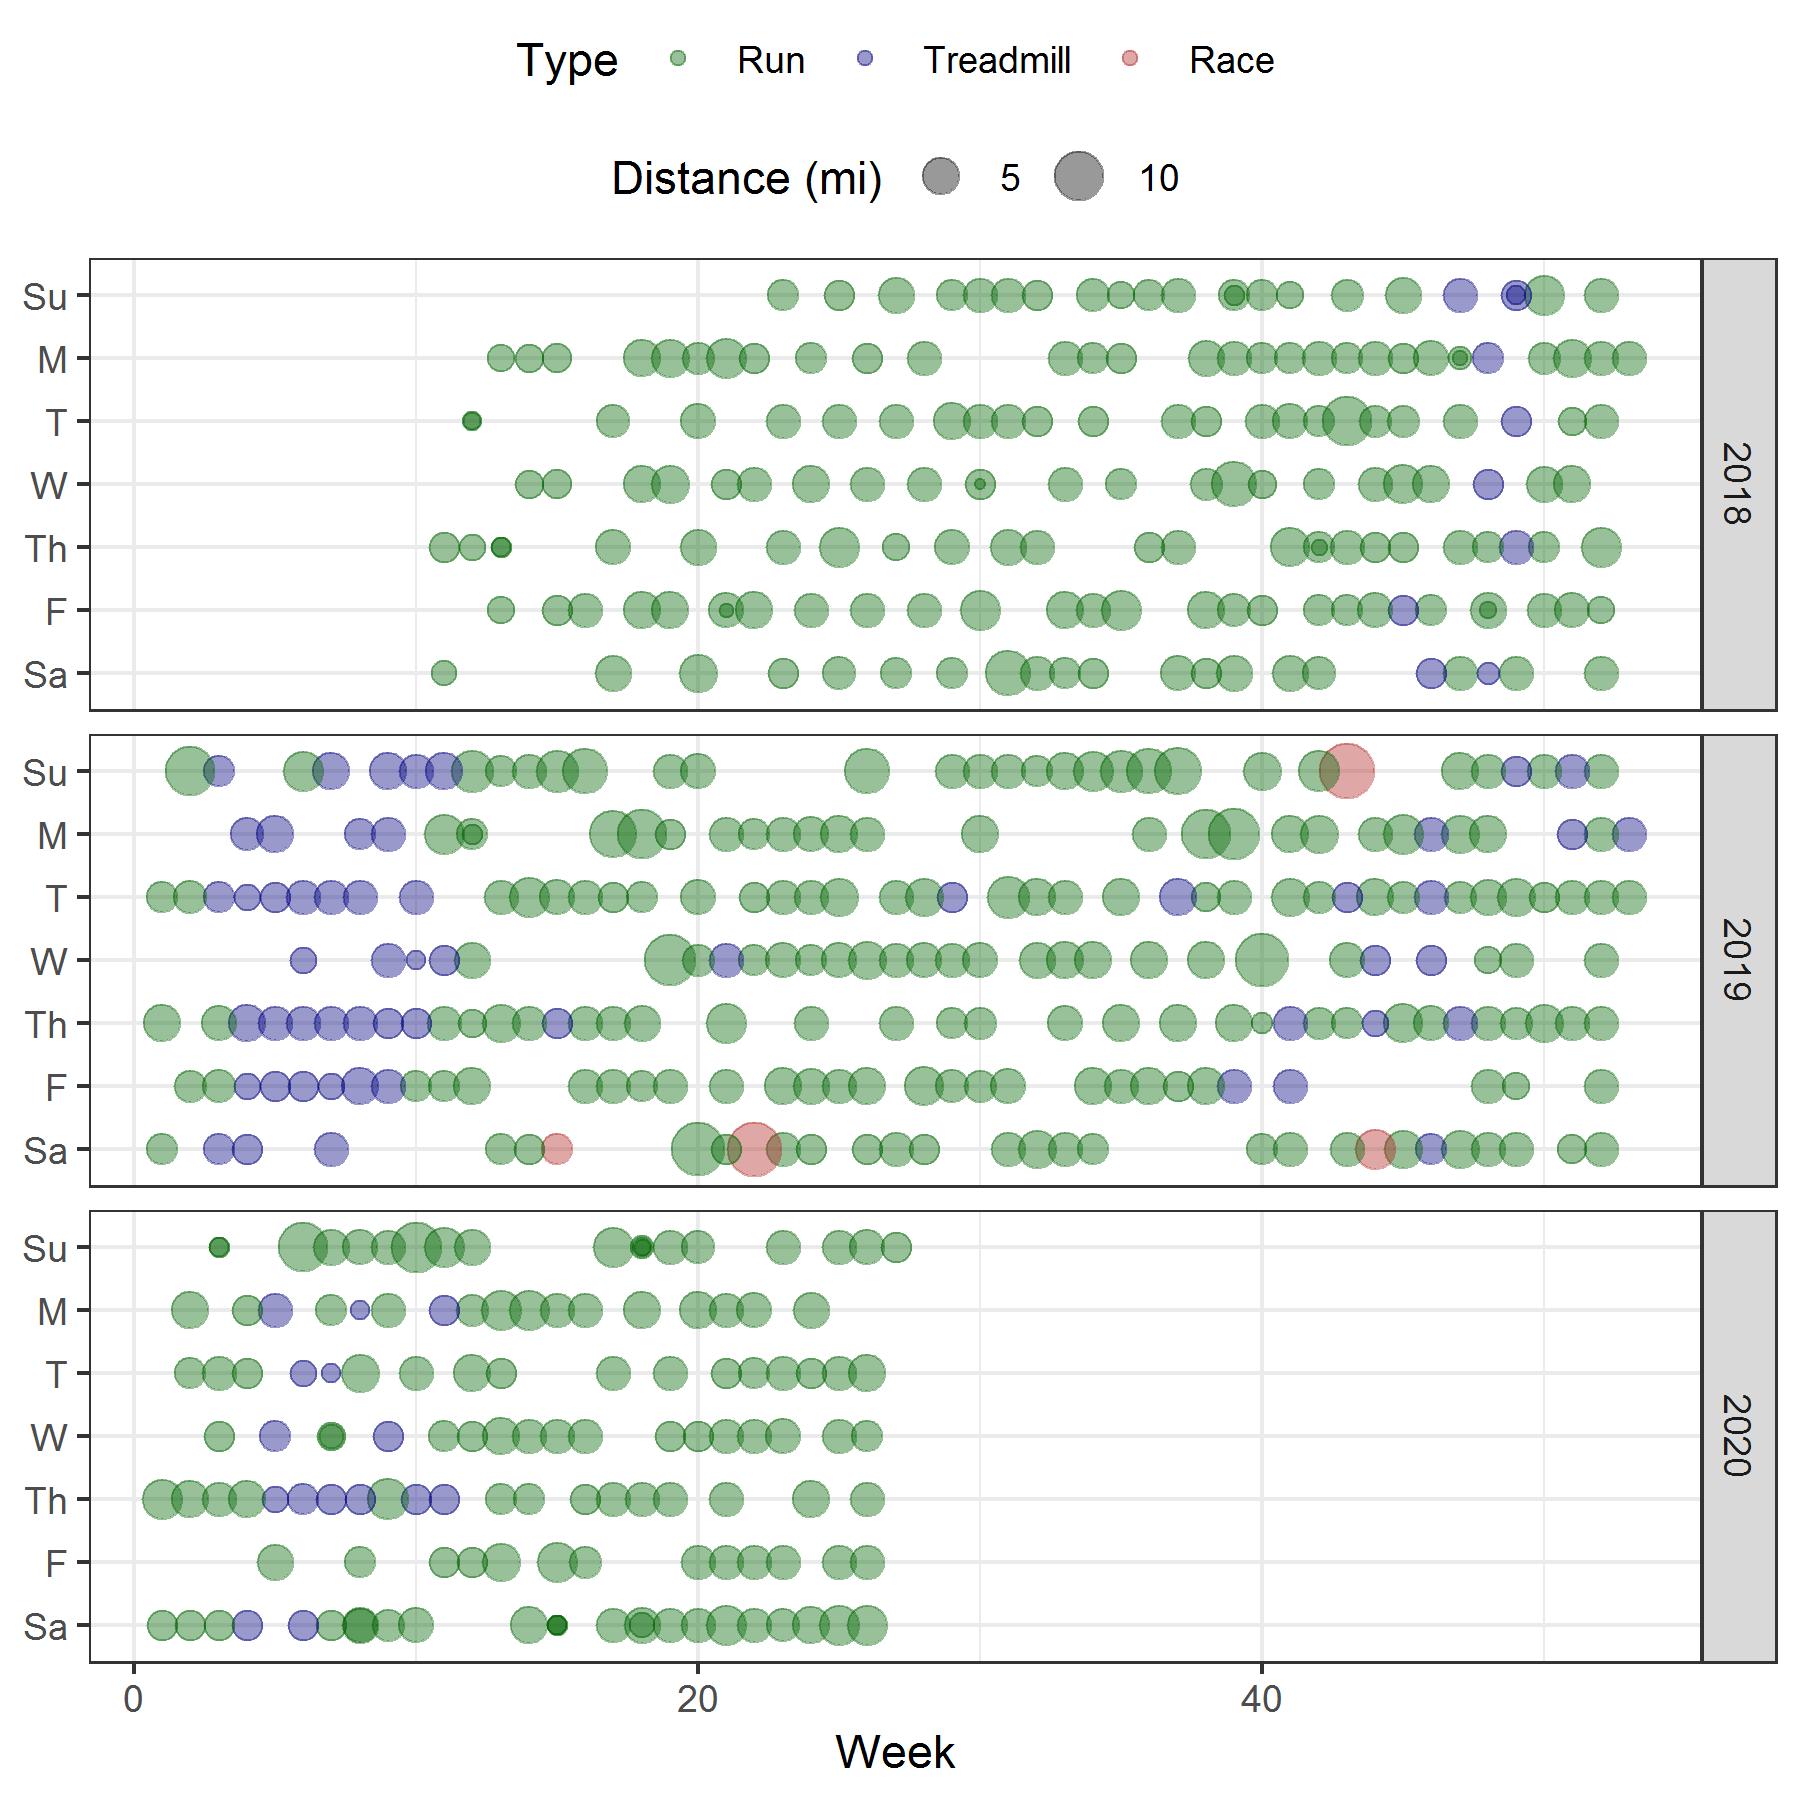 Type Run Treadmill Race
Distance (mi) 5 10
Su
M
T
W
Th
F
Sa
2018
Su
M
T
W
Th
F
Sa
2019
Su
M
T
W
Th
F
Sa
2020
0 20 40
Week